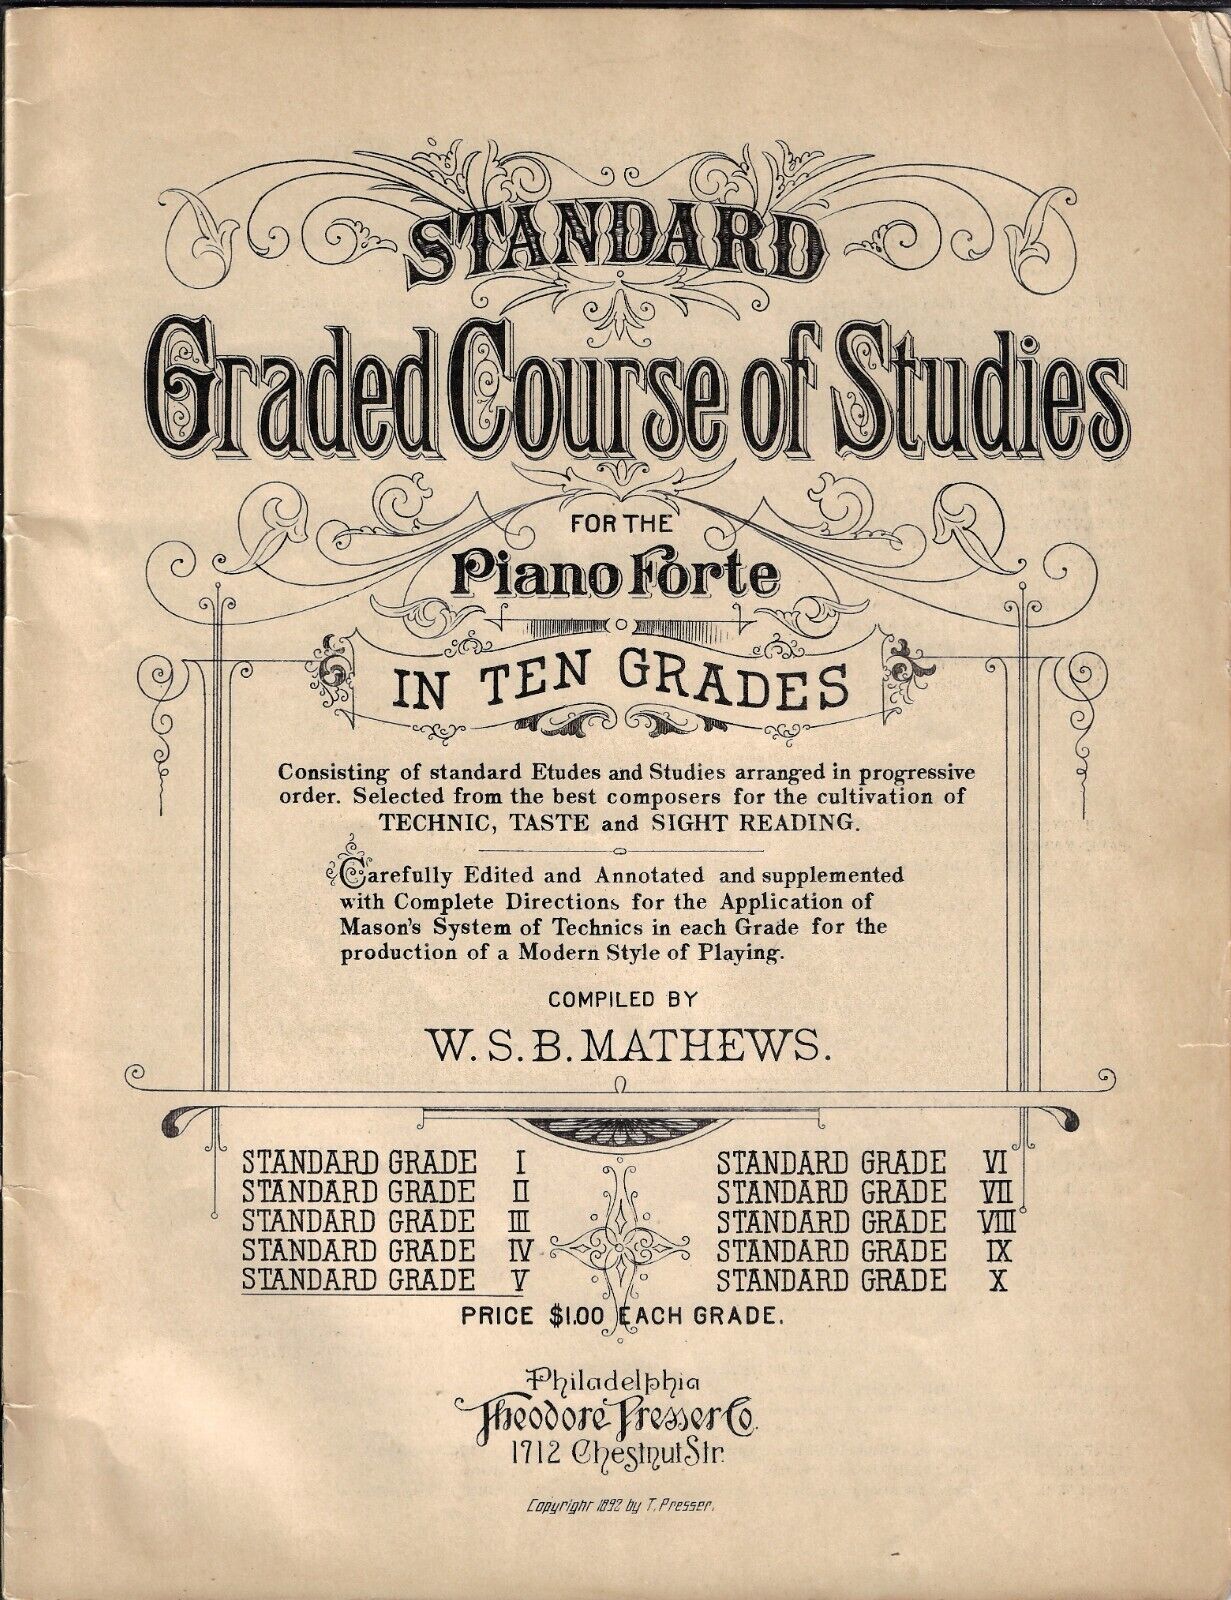 STANDARD
Graded Course of Studies
FOR THE
Piano Forte
IN TEN GRADES
Consisting of standard Etudes and Studies arranged in progressive
order. Selected from the best composers for the cultivation of
TECHNIC, TASTE and SIGHT READING.
Carefully Edited and Annotated and supplemented
with Complete Directions for the Application of
Mason's System of Technics in each Grade for the
production of a Modern Style of Playing.
COMPILED BY
W. S. B. MATHEWS.
STANDARD GRADE I
STANDARD GRADE II
STANDARD GRADE III
STANDARD GRADE IV
STANDARD GRADE V
STANDARD GRADE VI
STANDARD GRADE VII
STANDARD GRADE VIII
STANDARD GRADE IX
STANDARD GRADE X
PRICE $1.00 EACH GRADE.
Philadelphia
Theodore Presser Co.
1712 Chestnut Str.
Copyright 1892 by T. Presser.